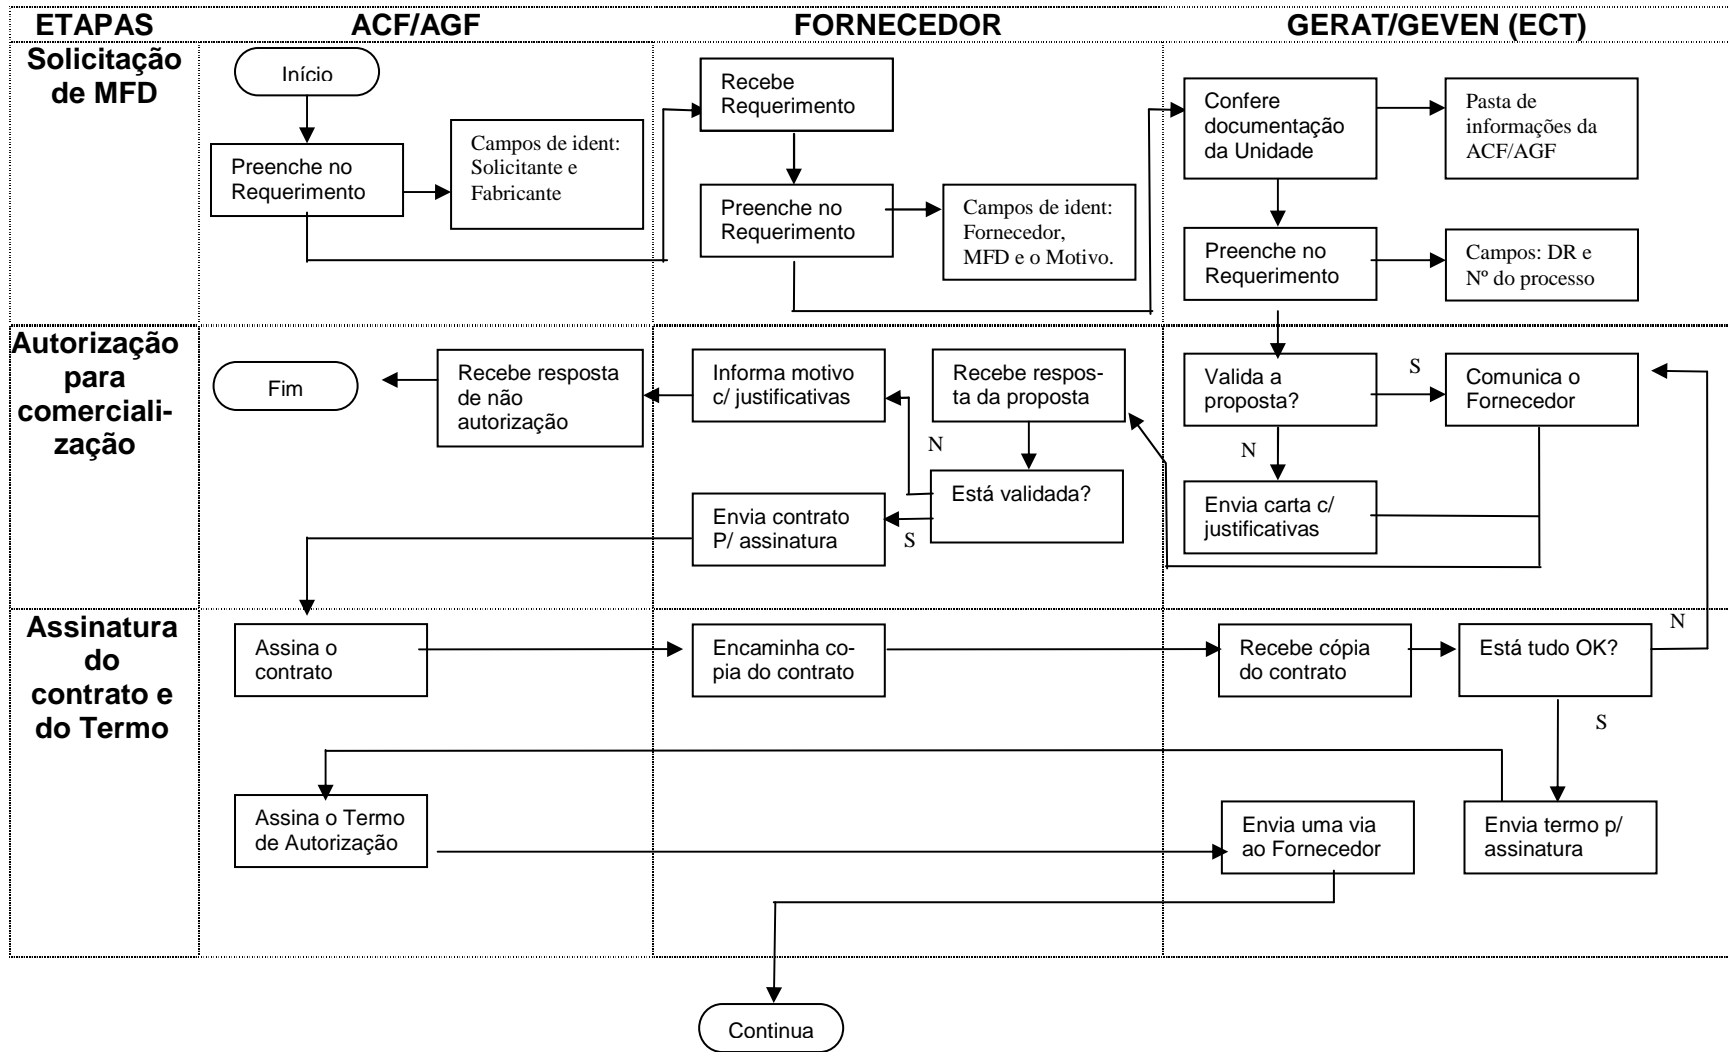 ETAPAS
ACF/AGF
FORNECEDOR
GERAT/GEVEN (ECT)
Solicitação
de MFD
Início
Preenche no
Requerimento
Campos de ident:
Solicitante e
Fabricante
Recebe
Requerimento
Preenche no
Requerimento
Campos de ident:
Fornecedor,
MFD e o Motivo.
Confere
documentação
da Unidade
Pasta de
informações da
ACF/AGF
Preenche no
Requerimento
Campos: DR e
Nº do processo
Autorização
para
comerciali-
zação
Fim
Recebe resposta
de não
autorização
Informa motivo
c/ justificativas
Recebe respos-
ta da proposta
Valida a
proposta?
S
Comunica o
Fornecedor
N
N
Está validada?
Envia contrato
P/ assinatura
S
Envia carta c/
justificativas
Assinatura
do
contrato e
do Termo
Assina o
contrato
Encaminha co-
pia do contrato
Recebe cópia
do contrato
Está tudo OK?
N
S
Assina o Termo
de Autorização
Envia uma via
ao Fornecedor
Envia termo p/
assinatura
Continua